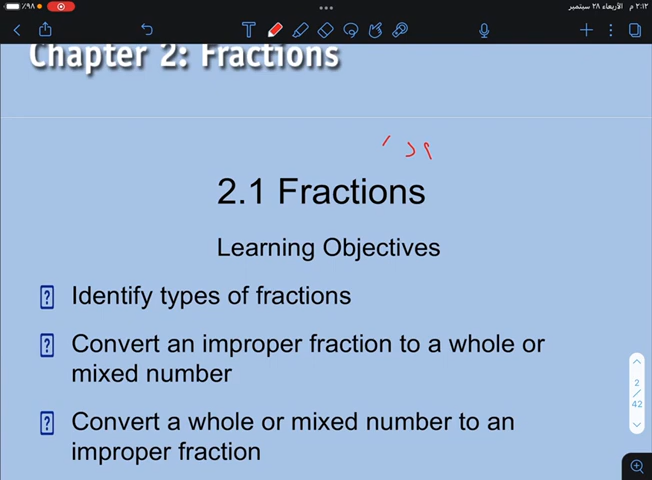 ٪٩٨
٢:١٢ م الأربعاء ٢٨ سبتمبر
Chapter 2: Fractions
2.1 Fractions
Learning Objectives
? Identify types of fractions
? Convert an improper fraction to a whole or
mixed number
? Convert a whole or mixed number to an
improper fraction
2
/
42